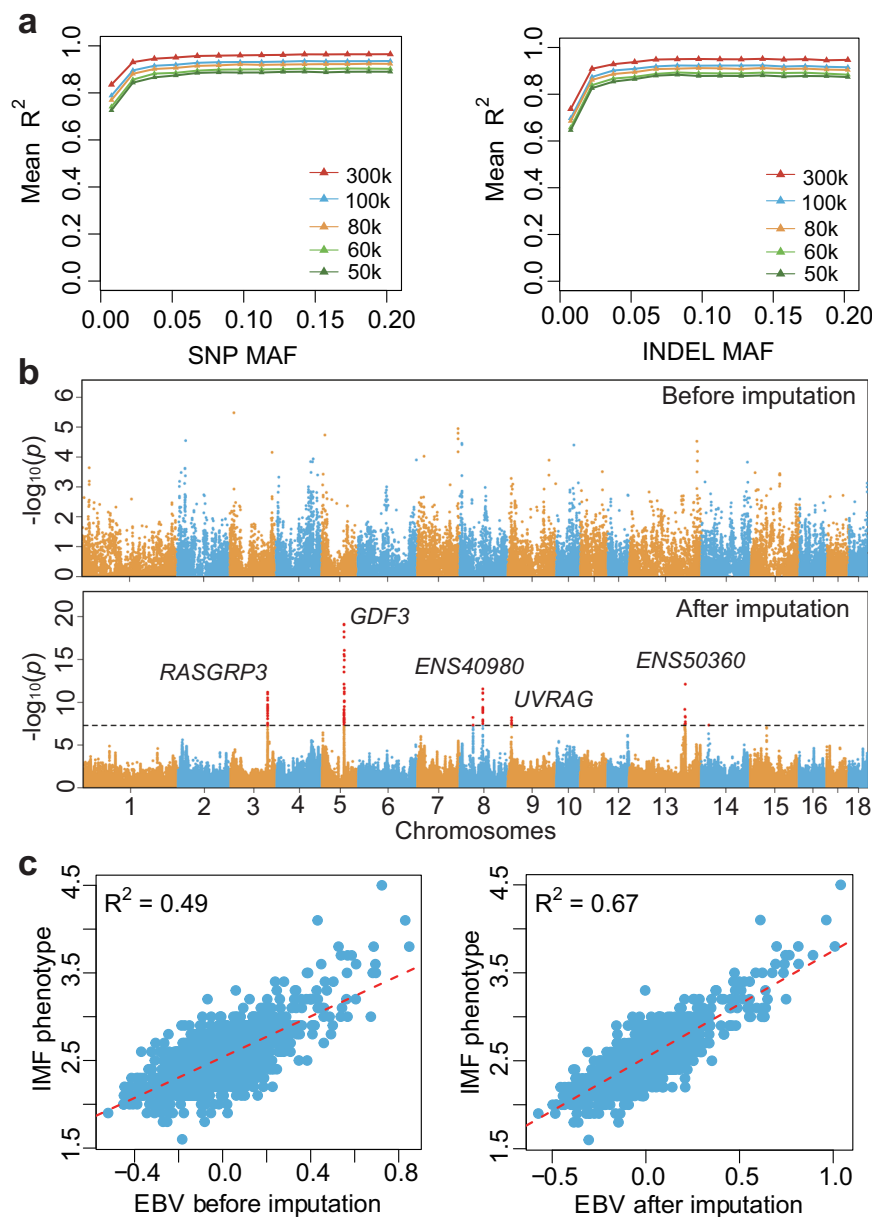 a
Mean R²
0.0 0.2 0.4 0.6 0.8 1.0
300k
100k
80k
60k
50k
0.00 0.05 0.10 0.15 0.20
SNP MAF
Mean R²
0.0 0.2 0.4 0.6 0.8 1.0
300k
100k
80k
60k
50k
0.00 0.05 0.10 0.15 0.20
INDEL MAF
b
Before imputation
-log₁₀(p)
0 1 2 3 4 5 6
After imputation
-log₁₀(p)
0 5 10 15 20
RASGRP3
GDF3
ENS40980
UVRAG
ENS50360
1 2 3 4 5 6 7 8 9 10 12 13 14 15 16 18
Chromosomes
c
R² = 0.49
IMF phenotype
1.5 2.5 3.5 4.5
−0.4 0.0 0.4 0.8
EBV before imputation
R² = 0.67
IMF phenotype
1.5 2.5 3.5 4.5
−0.5 0.0 0.5 1.0
EBV after imputation